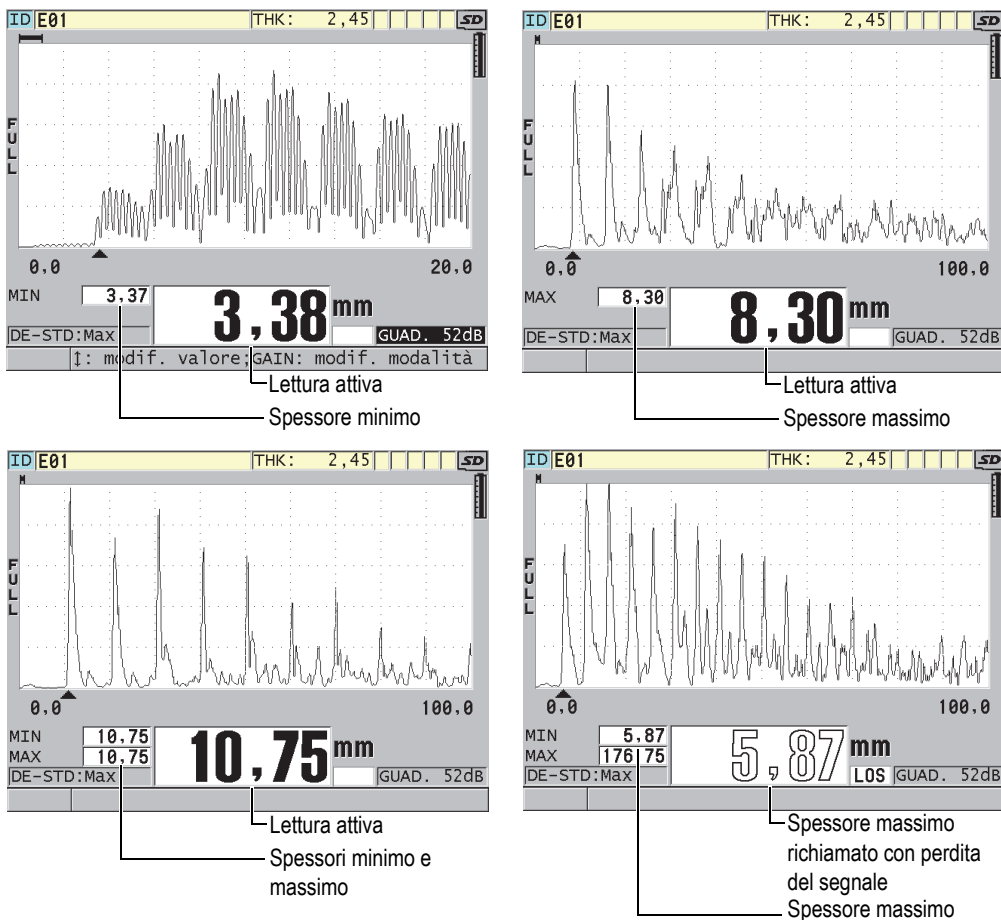 ID E01 THK: 2,45 SD
FULL
0,0 20.0
MIN 3,37
3,38 mm
DE-STD:Max GUAD. 52dB
↕: modif. valore;GAIN: modif. modalità
Lettura attiva
Spessore minimo
ID E01 THK: 2,45 SD
M
FULL
0,0 100.0
MAX 8,30
8,30 mm
DE-STD:Max GUAD. 52dB
Lettura attiva
Spessore massimo
ID E01 THK: 2,45 SD
M
FULL
0,0 100,0
MIN 10,75
MAX 10,75
10,75 mm
DE-STD:Max GUAD. 52dB
Lettura attiva
Spessori minimo e
massimo
ID E01 THK: 2,45 SD
M
FULL
0,0 100,0
MIN 5,87
MAX 176,75
5,87 mm
DE-STD:Max LOS GUAD. 52dB
Spessore massimo
richiamato con perdita
del segnale
Spessore massimo